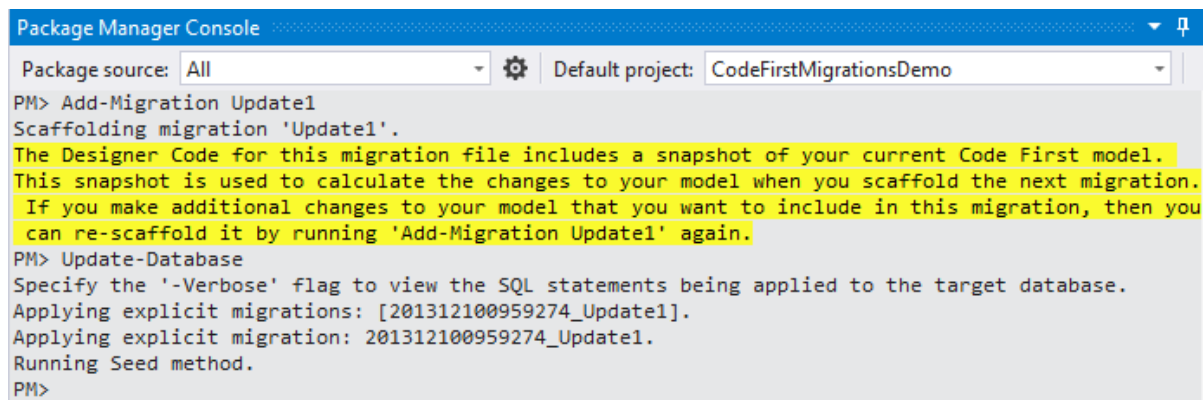 Package Manager Console
Package source: All Default project: CodeFirstMigrationsDemo
PM> Add-Migration Update1
Scaffolding migration 'Update1'.
The Designer Code for this migration file includes a snapshot of your current Code First model.
This snapshot is used to calculate the changes to your model when you scaffold the next migration.
If you make additional changes to your model that you want to include in this migration, then you
can re-scaffold it by running 'Add-Migration Update1' again.
PM> Update-Database
Specify the '-Verbose' flag to view the SQL statements being applied to the target database.
Applying explicit migrations: [201312100959274_Update1].
Applying explicit migration: 201312100959274_Update1.
Running Seed method.
PM>